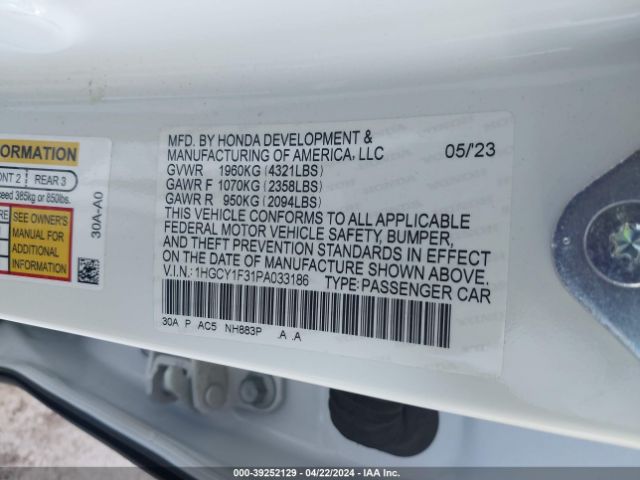 MFD. BY HONDA DEVELOPMENT &
MANUFACTURING OF AMERICA, LLC 05/'23
GVWR 1960KG (4321LBS)
GAWR F 1070KG (2358LBS)
GAWR R 950KG (2094LBS)
THIS VEHICLE CONFORMS TO ALL APPLICABLE
FEDERAL MOTOR VEHICLE SAFETY, BUMPER,
AND THEFT PREVENTION STANDARDS IN EFFECT
ON THE DATE OF MANUFACTURE SHOWN ABOVE.
V.I.N.: 1HGCY1F31PA033186 TYPE: PASSENGER CAR
30A P AC5 NH883P .A .A
ORMATION
ONT 2 REAR 3
ceed 385kg or 850lbs.
RE
SEE OWNER'S
MANUAL FOR
ADDITIONAL
INFORMATION
30A-A0
000-39252129 - 04/22/2024 - IAA Inc.